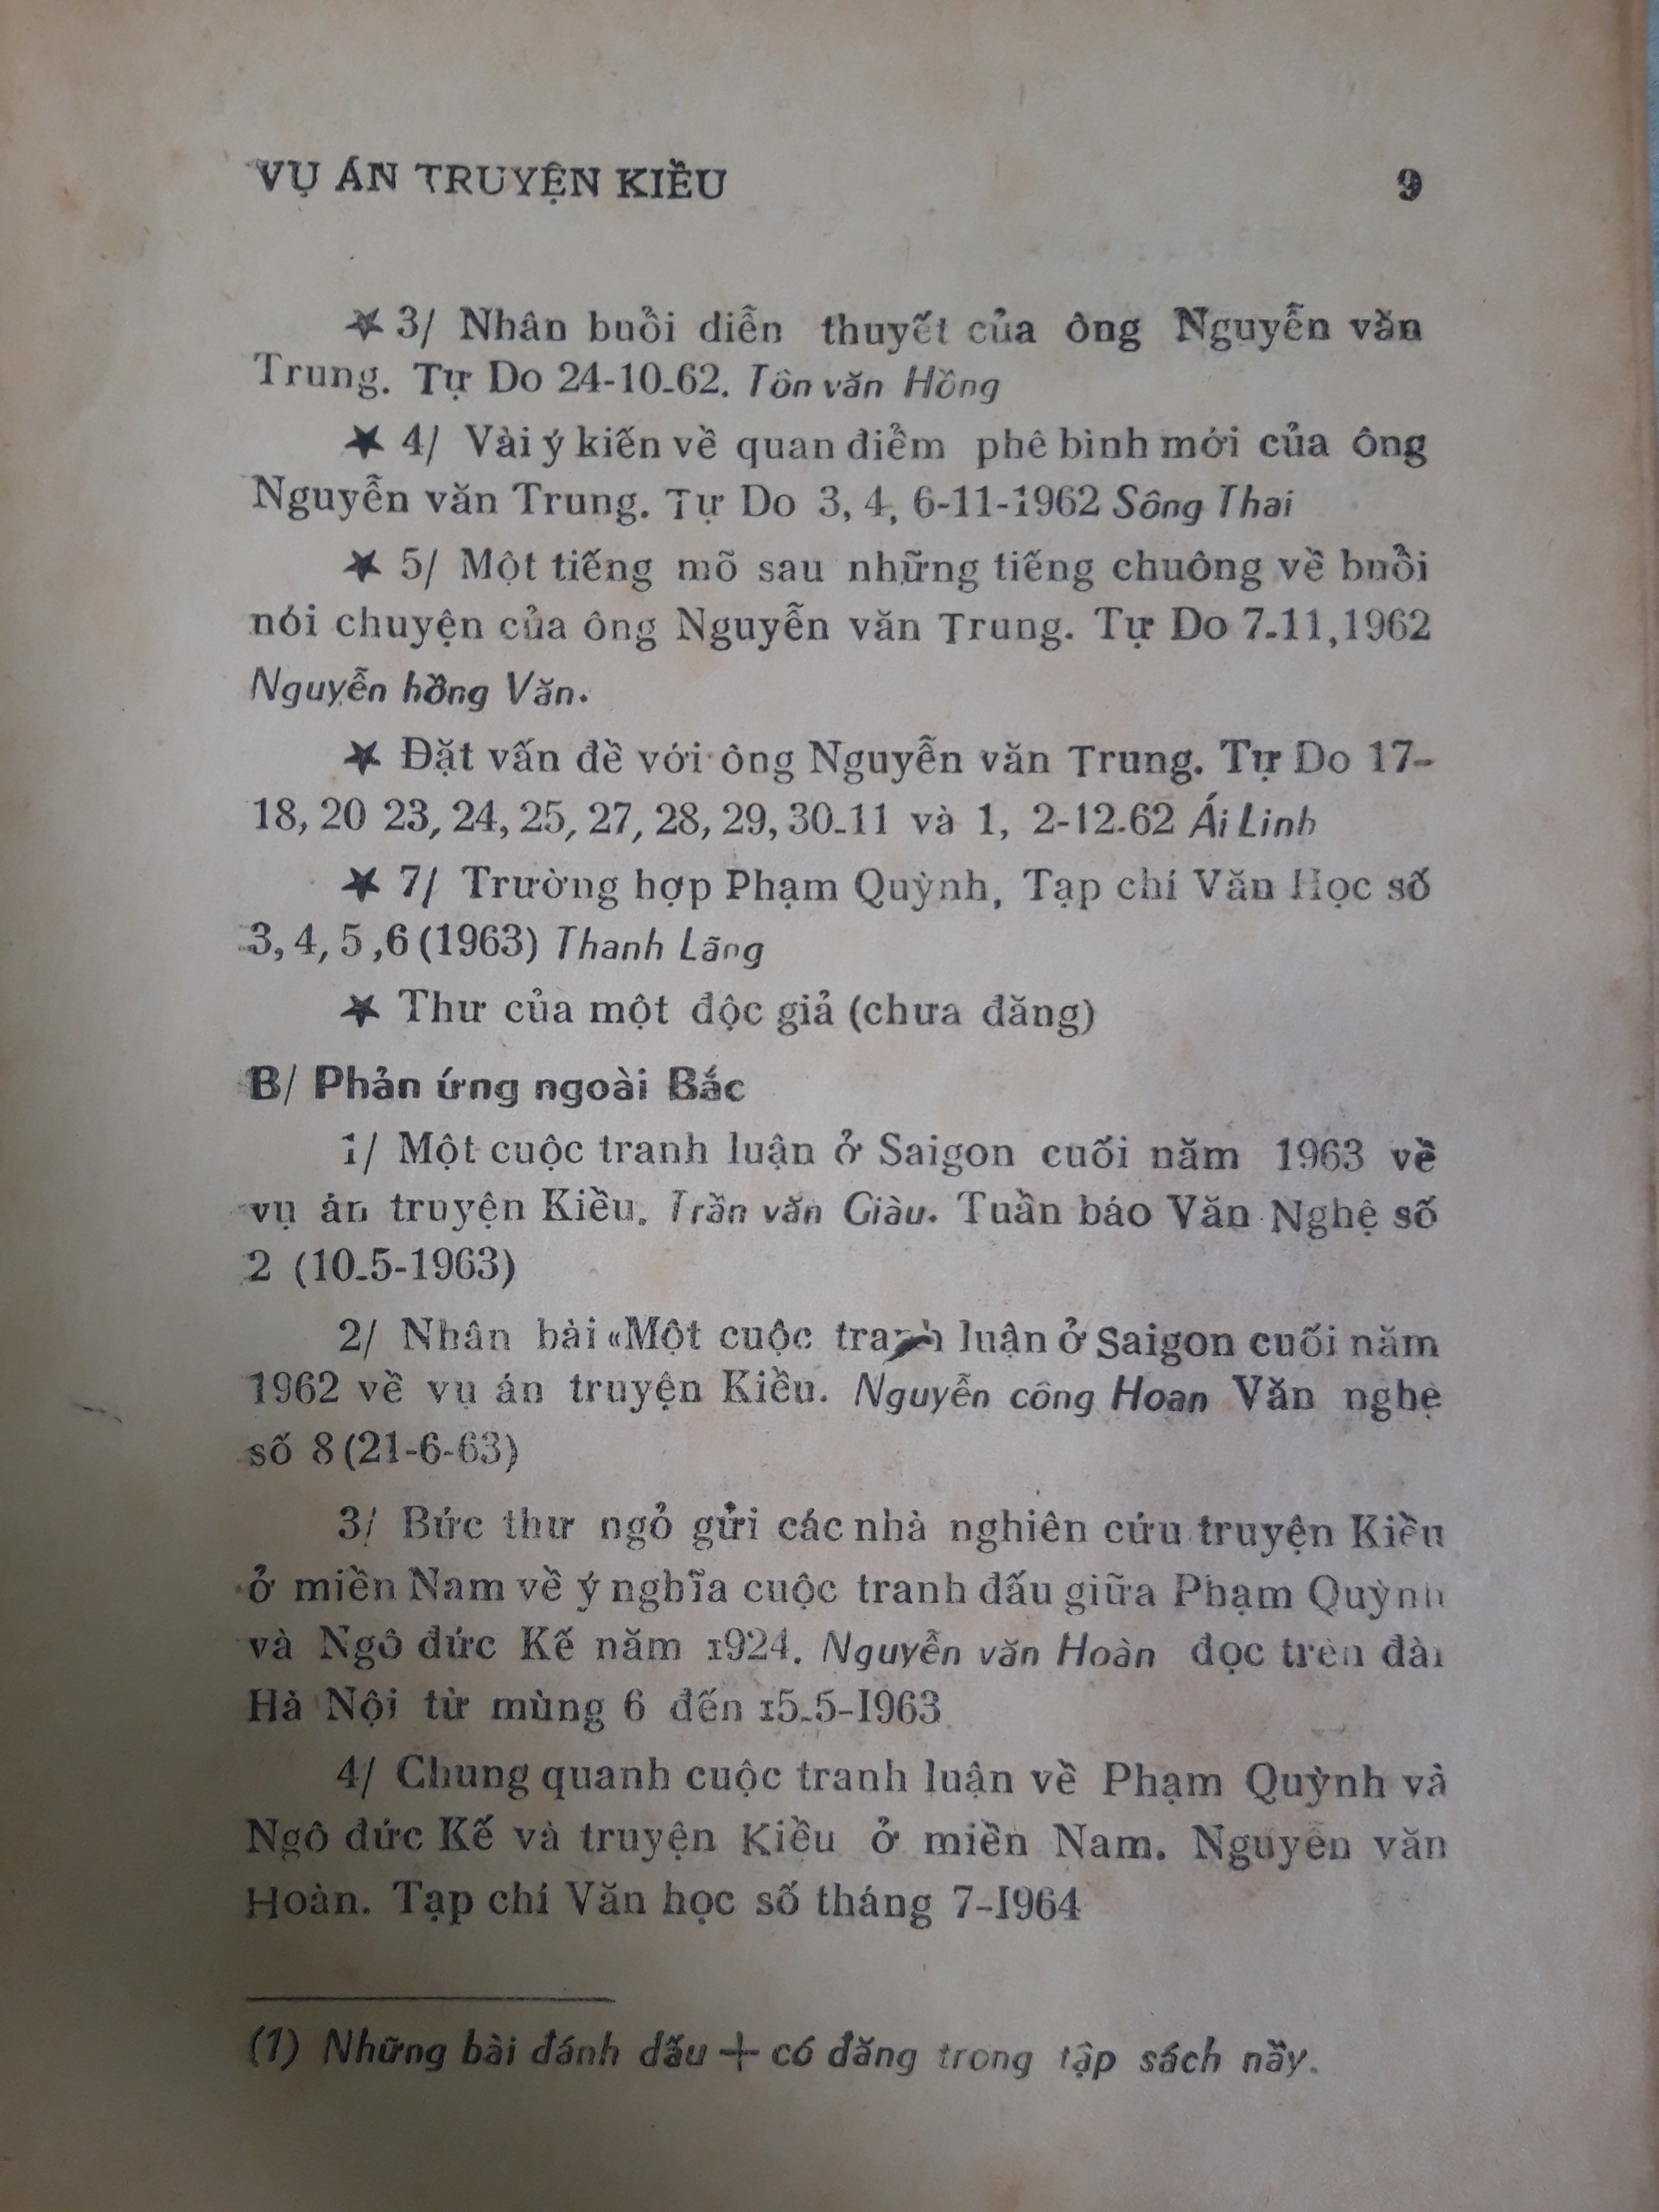 VỤ ÁN TRUYỆN KIỀU 9
★ 3/ Nhân buổi diễn thuyết của ông Nguyễn văn
Trung. Tự Do 24-10-62. Tôn văn Hồng
★ 4/ Vài ý kiến về quan điểm phê bình mới của ông
Nguyễn văn Trung. Tự Do 3, 4, 6-11-1962 Sông Thai
★ 5/ Một tiếng mõ sau những tiếng chuông về buổi
nói chuyện của ông Nguyễn văn Trung. Tự Do 7-11,1962
Nguyễn hồng Văn.
★ Đặt vấn đề với ông Nguyễn văn Trung. Tự Do 17-
18, 20 23, 24, 25, 27, 28, 29, 30-11 và 1, 2-12-62 Ái Linh
★ 7/ Trường hợp Phạm Quỳnh, Tạp chí Văn Học số
3, 4, 5 ,6 (1963) Thanh Lãng
★ Thư của một độc giả (chưa đăng)
B/ Phản ứng ngoài Bắc
1/ Một cuộc tranh luận ở Saigon cuối năm 1963 về
vụ án truyện Kiều. Trần văn Giàu. Tuần báo Văn Nghệ số
2 (10-5-1963)
2/ Nhân bài «Một cuộc tranh luận ở Saigon cuối năm
1962 về vụ án truyện Kiều. Nguyễn công Hoan Văn nghệ
số 8 (21-6-63)
3/ Bức thư ngỏ gửi các nhà nghiên cứu truyện Kiều
ở miền Nam về ý nghĩa cuộc tranh đấu giữa Phạm Quỳnh
và Ngô đức Kế năm 1924. Nguyễn văn Hoàn đọc trên đài
Hà Nội từ mùng 6 đến 15-5-1963
4/ Chung quanh cuộc tranh luận về Phạm Quỳnh và
Ngô đức Kế và truyện Kiều ở miền Nam. Nguyễn văn
Hoàn. Tạp chí Văn học số tháng 7-1964
(1) Những bài đánh dấu + có đăng trong tập sách nầy.